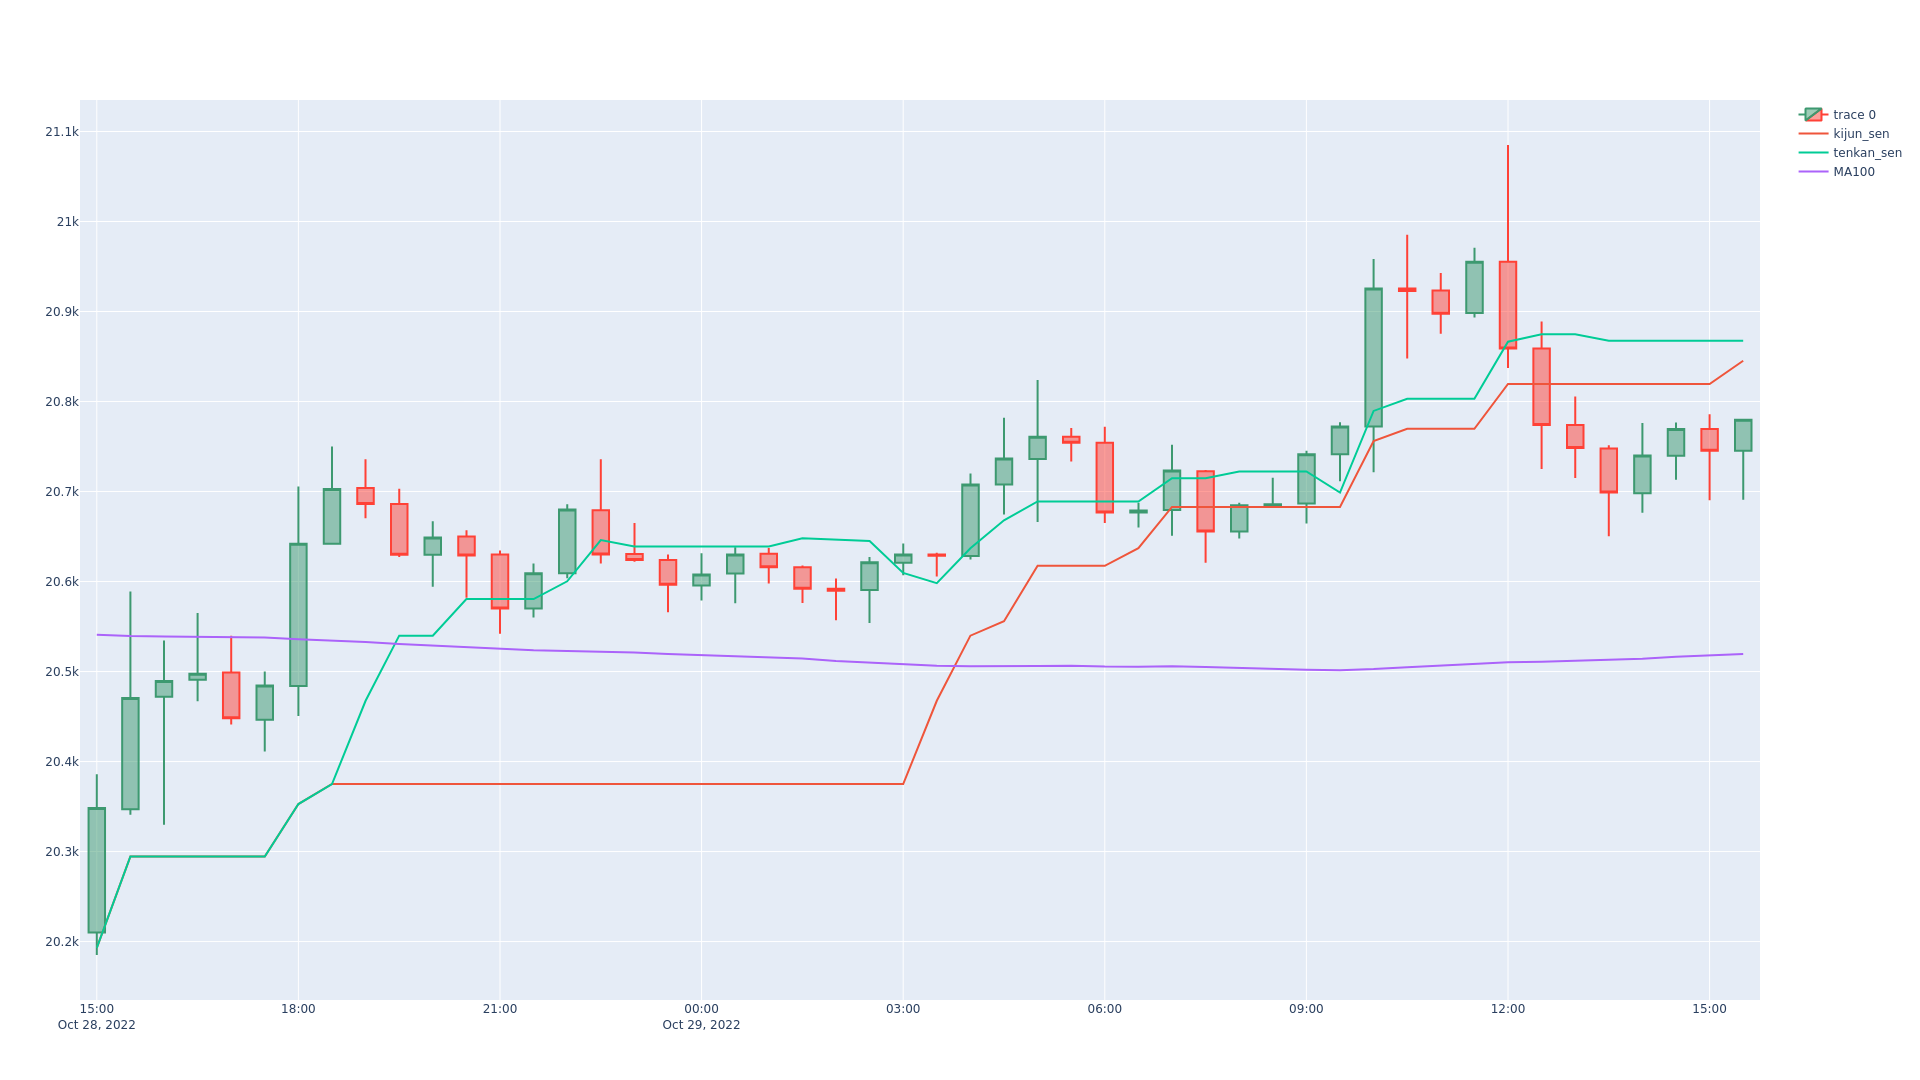 21.1k
21k
20.9k
20.8k
20.7k
20.6k
20.5k
20.4k
20.3k
20.2k
15:00 18:00 21:00 00:00 03:00 06:00 09:00 12:00 15:00
Oct 28, 2022 Oct 29, 2022
trace 0
kijun_sen
tenkan_sen
MA100